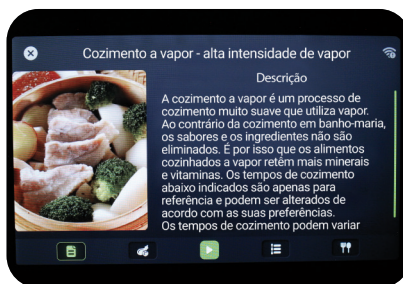 Cozimento a vapor - alta intensidade de vapor
Descrição
A cozimento a vapor é um processo de
cozimento muito suave que utiliza vapor.
Ao contrário da cozimento em banho-maria,
os sabores e os ingredientes não são
eliminados. É por isso que os alimentos
cozinhados a vapor retêm mais minerais
e vitaminas. Os tempos de cozimento
abaixo indicados são apenas para
referência e podem ser alterados de
acordo com as suas preferências.
Os tempos de cozimento podem variar